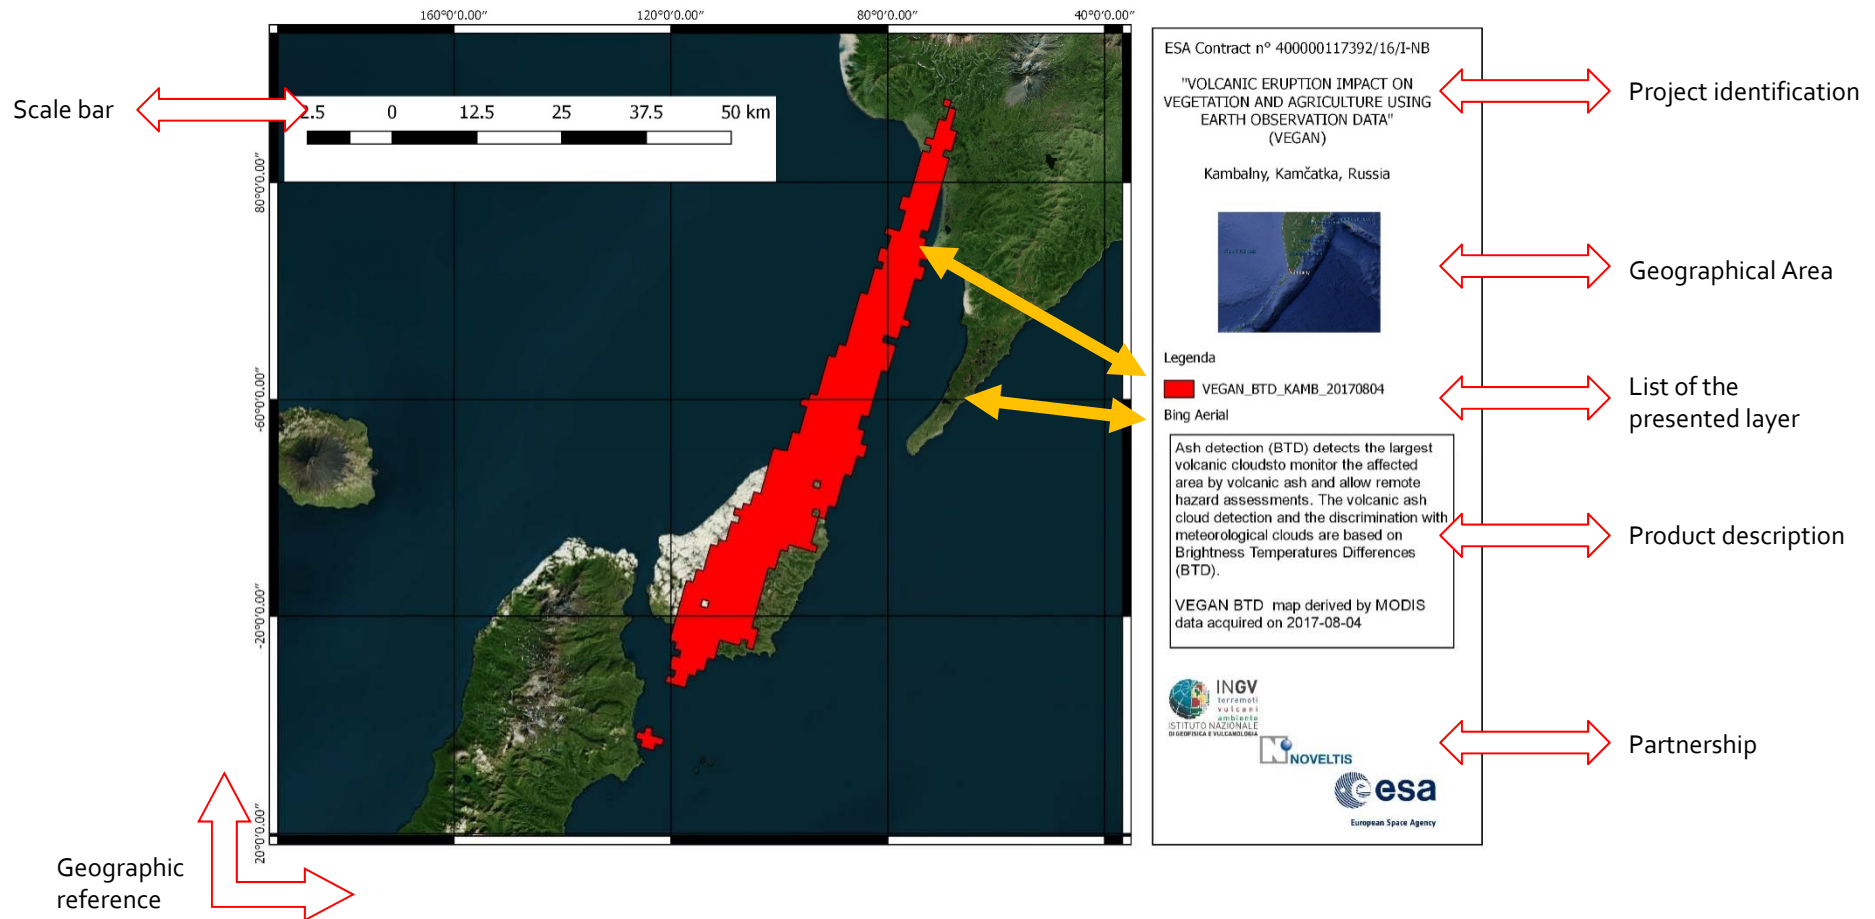 160°0'0.00"
120°0'0.00"
80°0'0.00"
40°0'0.00"
Scale bar
2.5 0 12.5 25 37.5 50 km
80°0'0.00"
-60°0'0.00"
-20°0'0.00"
20°0'0.00"
Geographic
reference
ESA Contract n° 400000117392/16/I-NB
"VOLCANIC ERUPTION IMPACT ON
VEGETATION AND AGRICULTURE USING
EARTH OBSERVATION DATA"
(VEGAN)
Kambalny, Kamčatka, Russia
Legenda
VEGAN_BTD_KAMB_20170804
Bing Aerial
Ash detection (BTD) detects the largest
volcanic cloudsto monitor the affected
area by volcanic ash and allow remote
hazard assessments. The volcanic ash
cloud detection and the discrimination with
meteorological clouds are based on
Brightness Temperatures Differences
(BTD).
VEGAN BTD map derived by MODIS
data acquired on 2017-08-04
INGV
terremoti
vulcani
ambiente
ISTITUTO NAZIONALE
DI GEOFISICA E VULCANOLOGIA
NOVELTIS
esa
European Space Agency
Project identification
Geographical Area
List of the
presented layer
Product description
Partnership